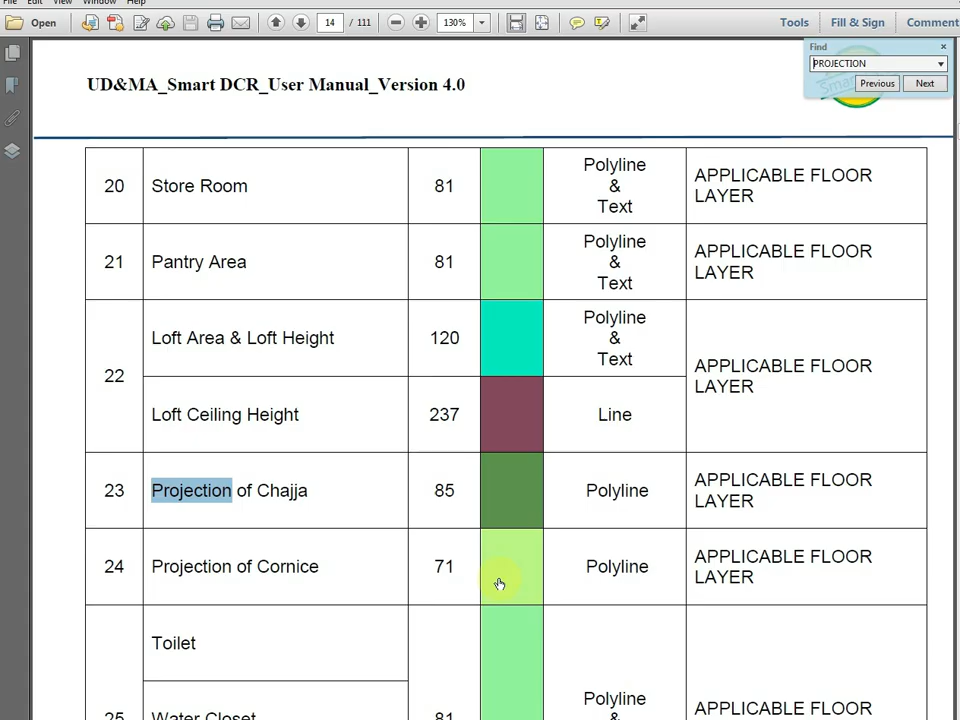 File Edit View Window Help
Open
14
/ 111
130%
Tools
Fill & Sign
Comment
Find
PROJECTION
Previous
Next
UD&MA_Smart DCR_User Manual_Version 4.0
20
Store Room
81
Polyline
&
Text
APPLICABLE FLOOR
LAYER
21
Pantry Area
81
Polyline
&
Text
APPLICABLE FLOOR
LAYER
22
Loft Area & Loft Height
120
Polyline
&
Text
APPLICABLE FLOOR
LAYER
Loft Ceiling Height
237
Line
23
Projection of Chajja
85
Polyline
APPLICABLE FLOOR
LAYER
24
Projection of Cornice
71
Polyline
APPLICABLE FLOOR
LAYER
25
Toilet
Water Closet
81
Polyline
&
APPLICABLE FLOOR